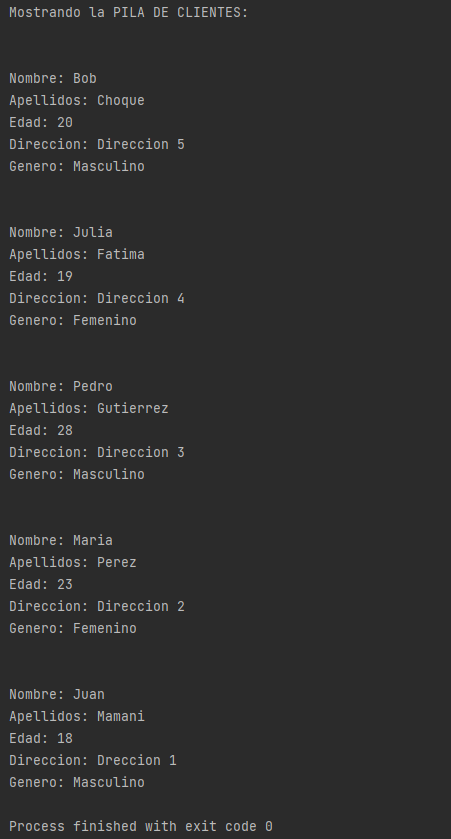 Mostrando la PILA DE CLIENTES:
Nombre: Bob
Apellidos: Choque
Edad: 20
Direccion: Direccion 5
Genero: Masculino
Nombre: Julia
Apellidos: Fatima
Edad: 19
Direccion: Direccion 4
Genero: Femenino
Nombre: Pedro
Apellidos: Gutierrez
Edad: 28
Direccion: Direccion 3
Genero: Masculino
Nombre: Maria
Apellidos: Perez
Edad: 23
Direccion: Direccion 2
Genero: Femenino
Nombre: Juan
Apellidos: Mamani
Edad: 18
Direccion: Dreccion 1
Genero: Masculino
Process finished with exit code 0